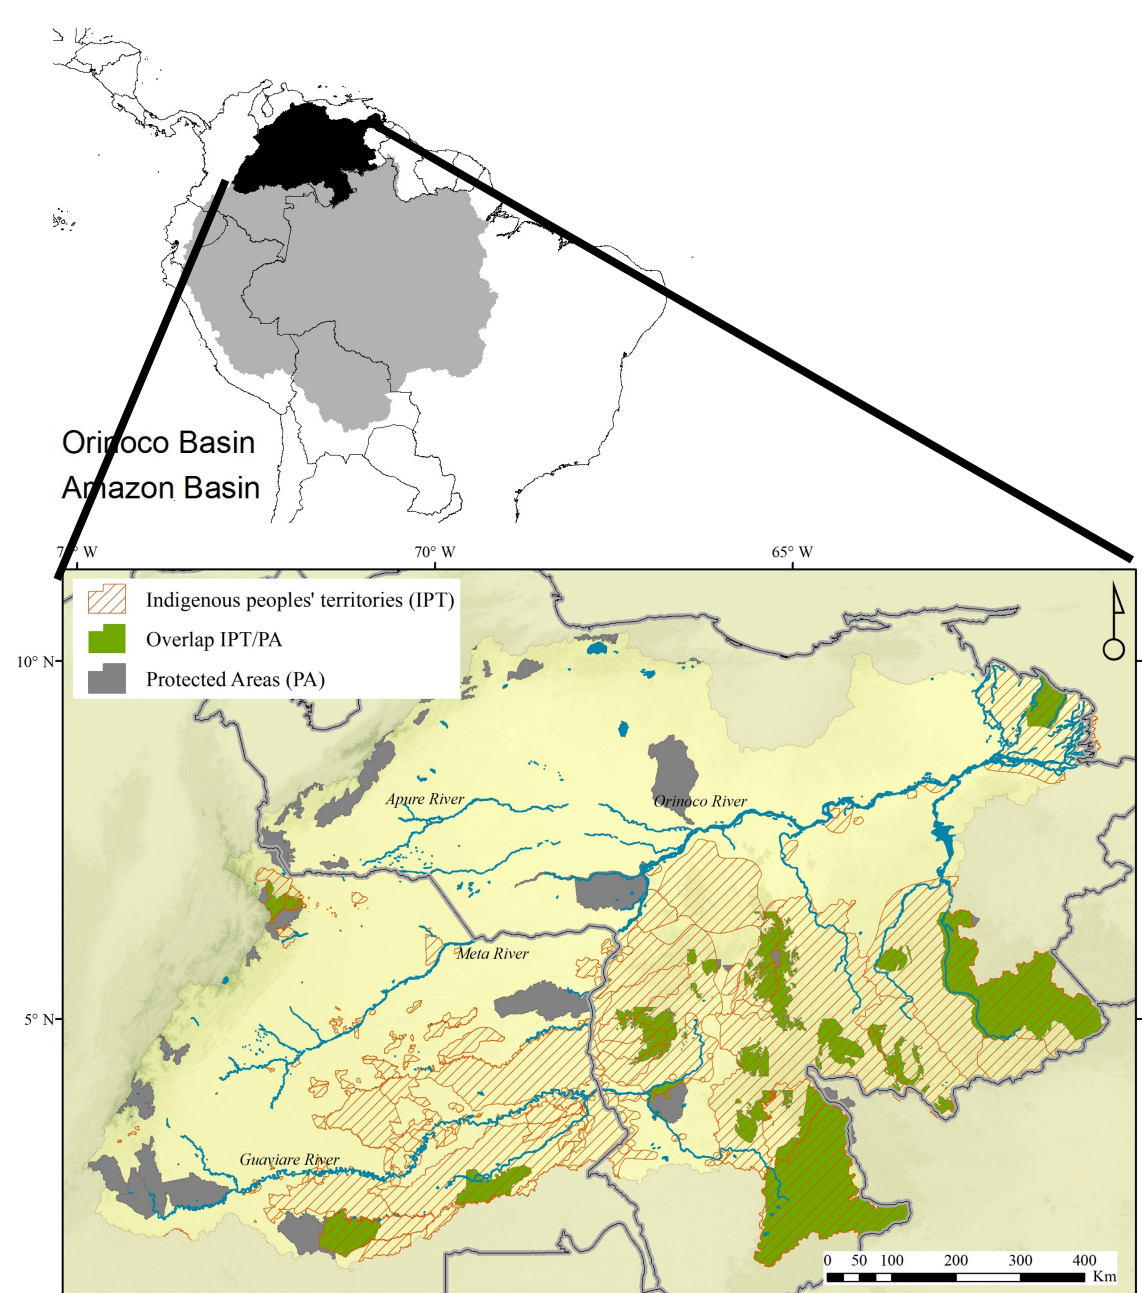 Orinoco Basin
Amazon Basin
70° W
65° W
Indigenous peoples' territories (IPT)
Overlap IPT/PA
Protected Areas (PA)
10° N
Apure River
Orinoco River
Meta River
5° N
Guaviare River
0 50 100 200 300 400
Km